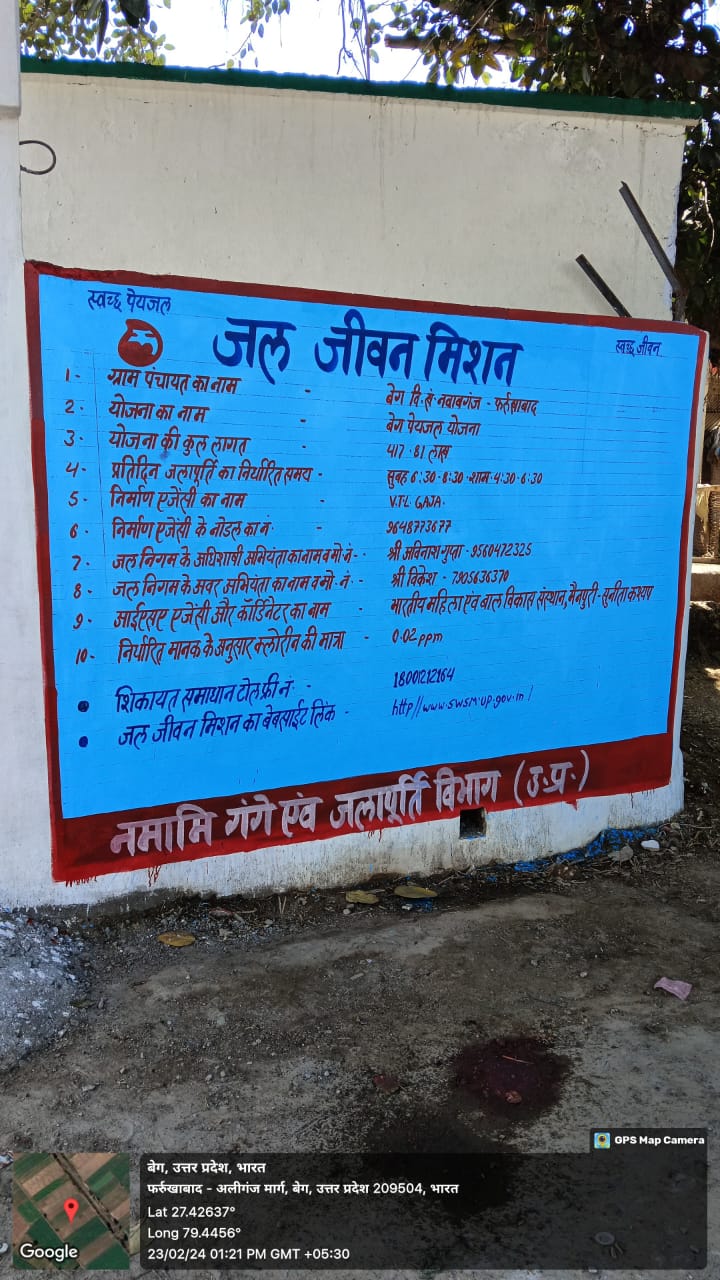 स्वच्छ पेयजल
स्वच्छ जीवन
जल जीवन मिशन
1- ग्राम पंचायत का नाम - बेग वि.सं नवाबगंज - फर्रुखाबाद
2- योजना का नाम - बेग पेयजल योजना
3- योजना की कुल लागत - 417.81 लाख
4- प्रतिदिन जलापूर्ति का निर्धारित समय - सुबह 6:30-8:30 शाम-4:30-6:30
5- निर्माण एजेंसी का नाम - V.T.L. GAJA.
6- निर्माण एजेंसी के नोडल का नं. - 9648773677
7- जल निगम के अधिशाषी अभियंता का नाम व मो. नं-- श्री अविनाश गुप्ता - 9560472325
8- जल निगम के अवर अभियंता का नाम व मो. नं. - श्री विकेश - 7905636370
9- आईएसए एजेंसी और कॉर्डिनेटर का नाम - भारतीय महिला एंव बाल विकास संस्थान, मैनपुरी - सुनीता कश्यप
10- निर्धारित मानक के अनुसार क्लोरीन की मात्रा - 0.02 ppm
• शिकायत समाधान टोल फ्री नं. - 18001212164
• जल जीवन मिशन का बेबसाईट लिंक - http//www.swsm.up.gov.in/
नमामि गंगे एंव जलापूर्ति विभाग (उ.प्र.)
GPS Map Camera
बेग, उत्तर प्रदेश, भारत
फर्रुखाबाद - अलीगंज मार्ग, बेग, उत्तर प्रदेश 209504, भारत
Lat 27.42637°
Long 79.4456°
23/02/24 01:21 PM GMT +05:30
Google